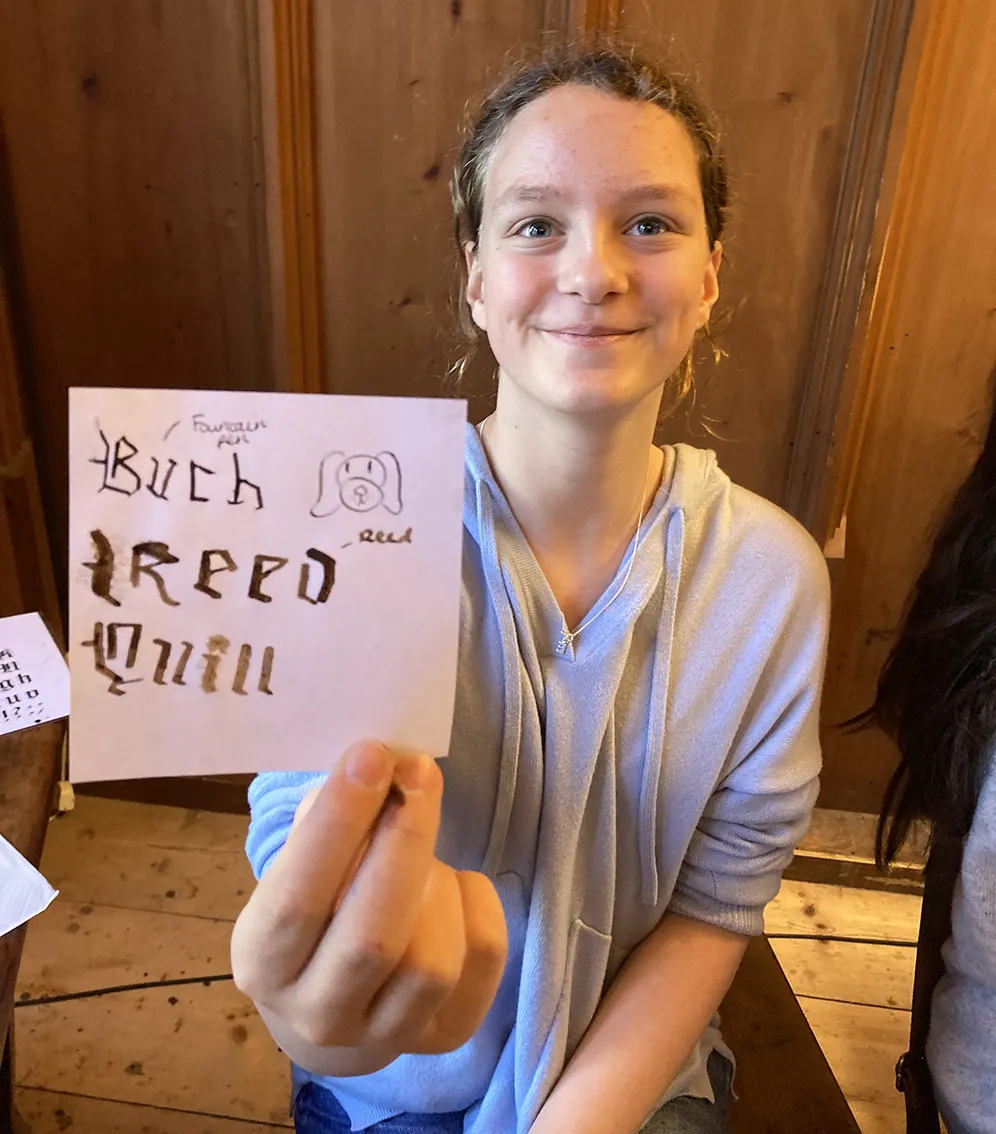 Fountain
pen
Buch
Reed
Reed
Quill